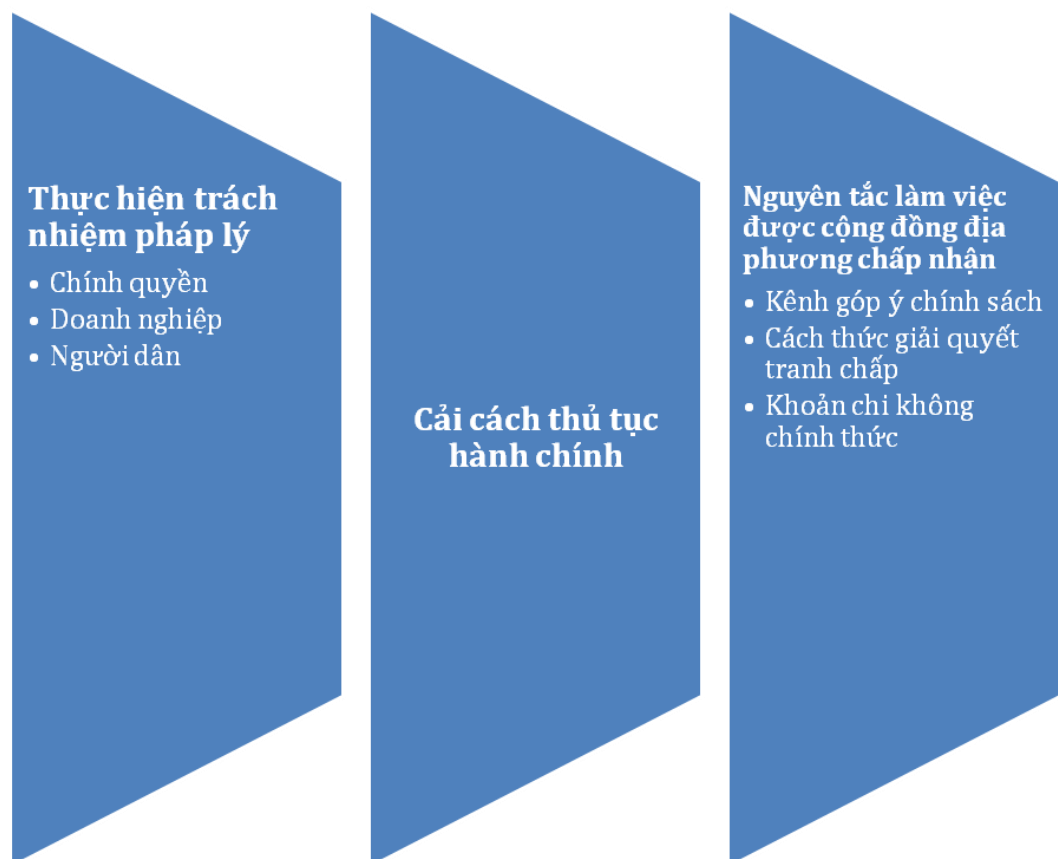 Thực hiện trách
nhiệm pháp lý
• Chính quyền
• Doanh nghiệp
• Người dân
Cải cách thủ tục
hành chính
Nguyên tắc làm việc
được cộng đồng địa
phương chấp nhận
• Kênh góp ý chính sách
• Cách thức giải quyết
tranh chấp
• Khoản chi không
chính thức